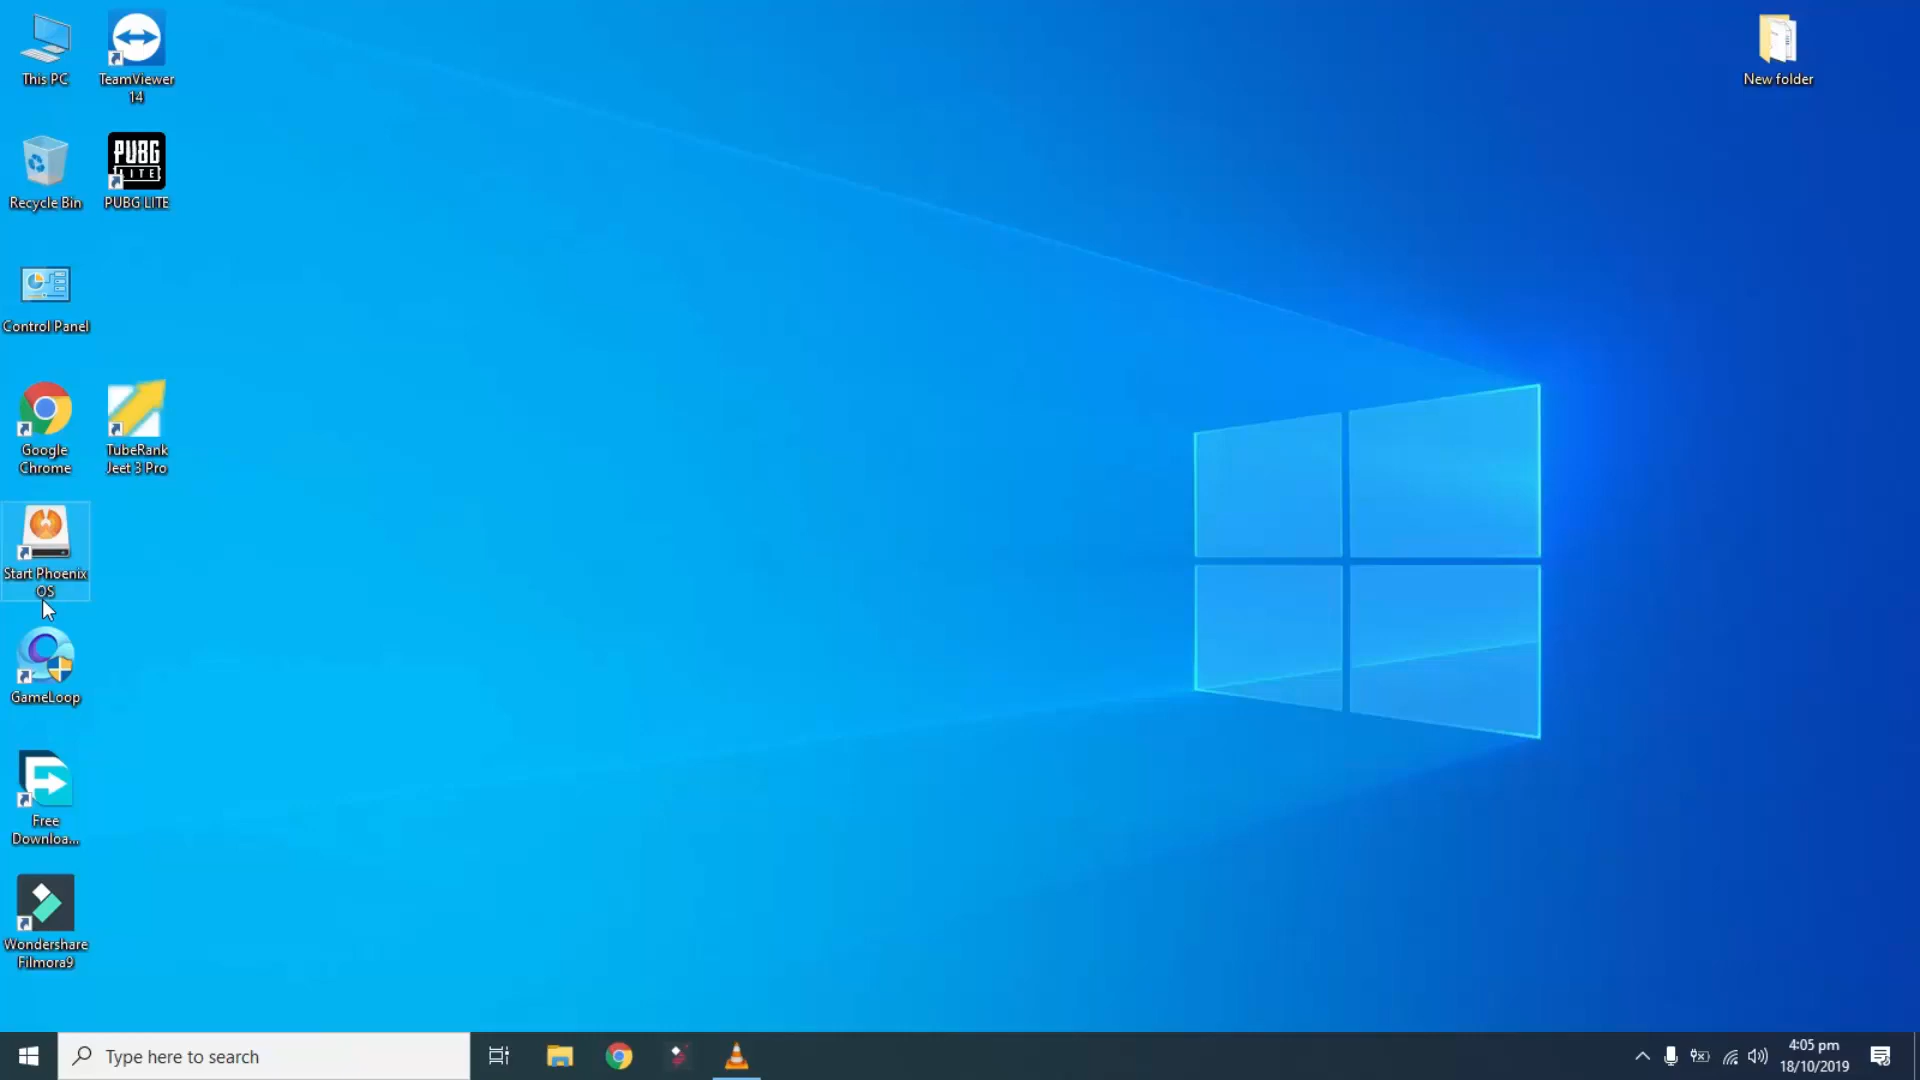 This PC
TeamViewer
14
New folder
Recycle Bin
PUBG
LITE
PUBG LITE
Control Panel
Google
Chrome
TubeRank
Jeet 3 Pro
Start Phoenix
OS
GameLoop
Free
Downloa...
Wondershare
Filmora9
Type here to search
4:05 pm
18/10/2019